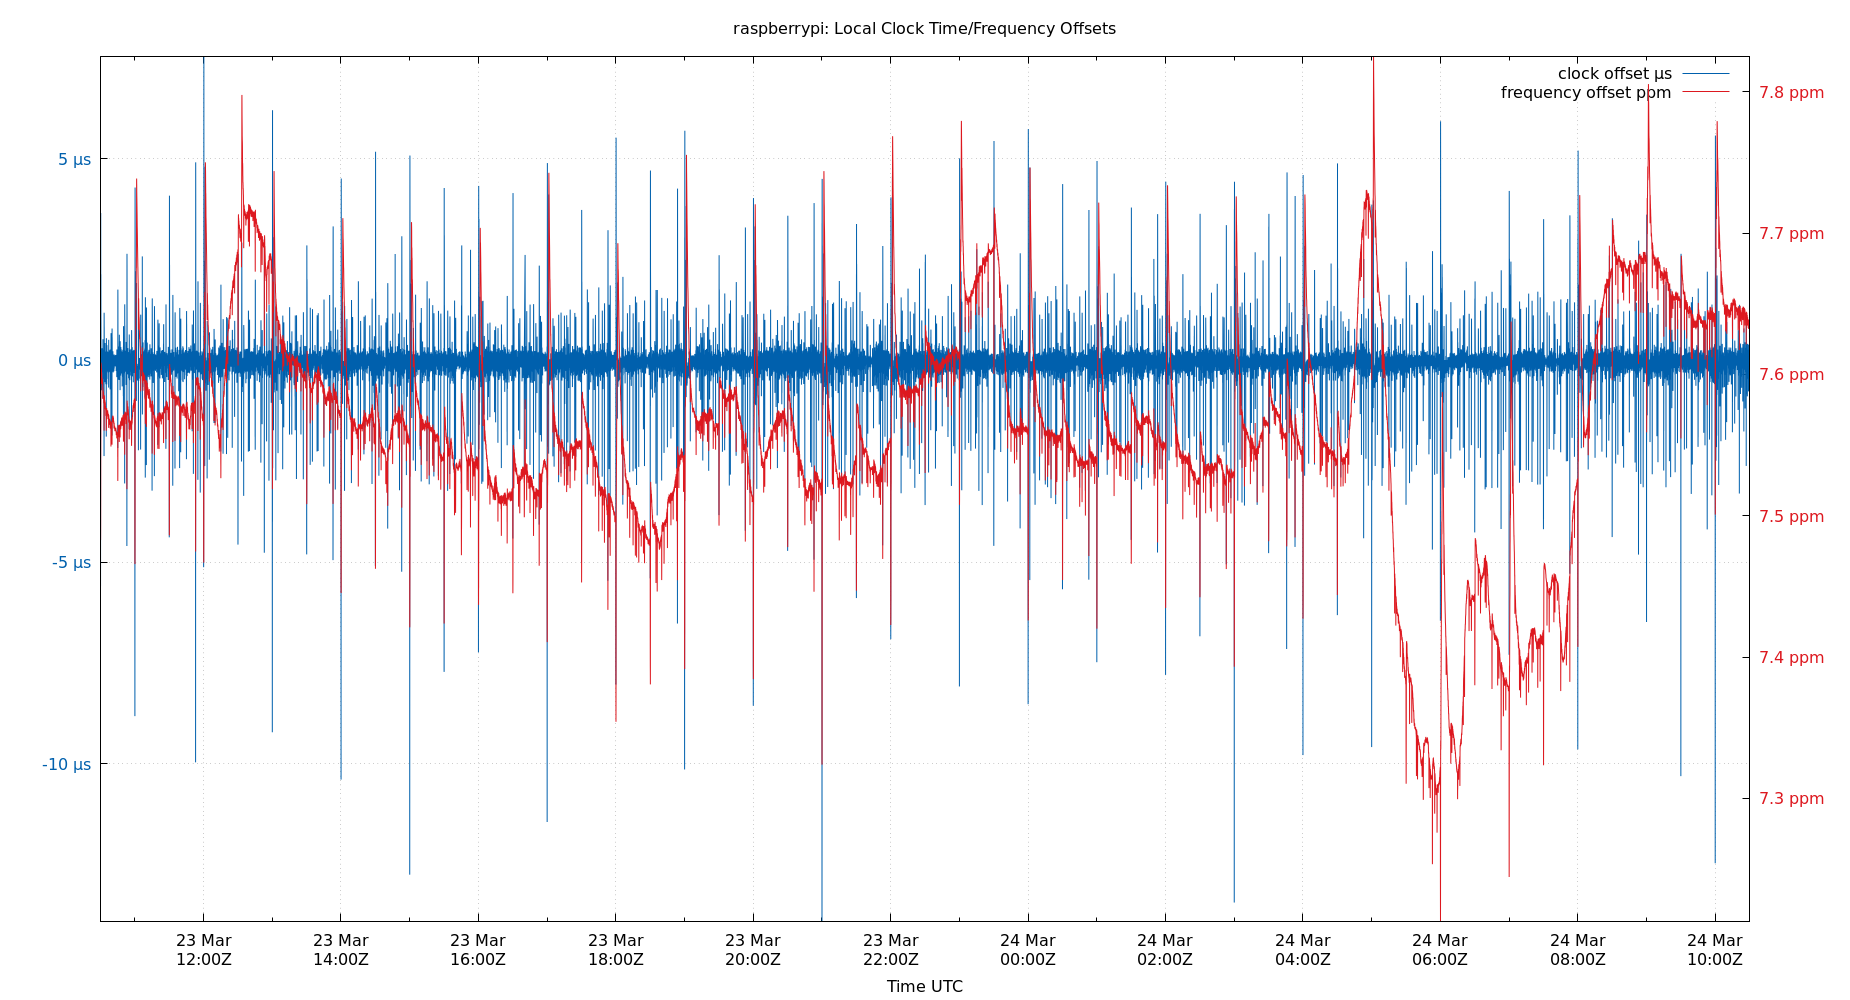 raspberrypi: Local Clock Time/Frequency Offsets
clock offset µs
frequency offset ppm
5 µs
0 µs
-5 µs
-10 µs
7.8 ppm
7.7 ppm
7.6 ppm
7.5 ppm
7.4 ppm
7.3 ppm
23 Mar 23 Mar 23 Mar 23 Mar 23 Mar 23 Mar 24 Mar 24 Mar 24 Mar 24 Mar 24 Mar 24 Mar
12:00Z 14:00Z 16:00Z 18:00Z 20:00Z 22:00Z 00:00Z 02:00Z 04:00Z 06:00Z 08:00Z 10:00Z
Time UTC